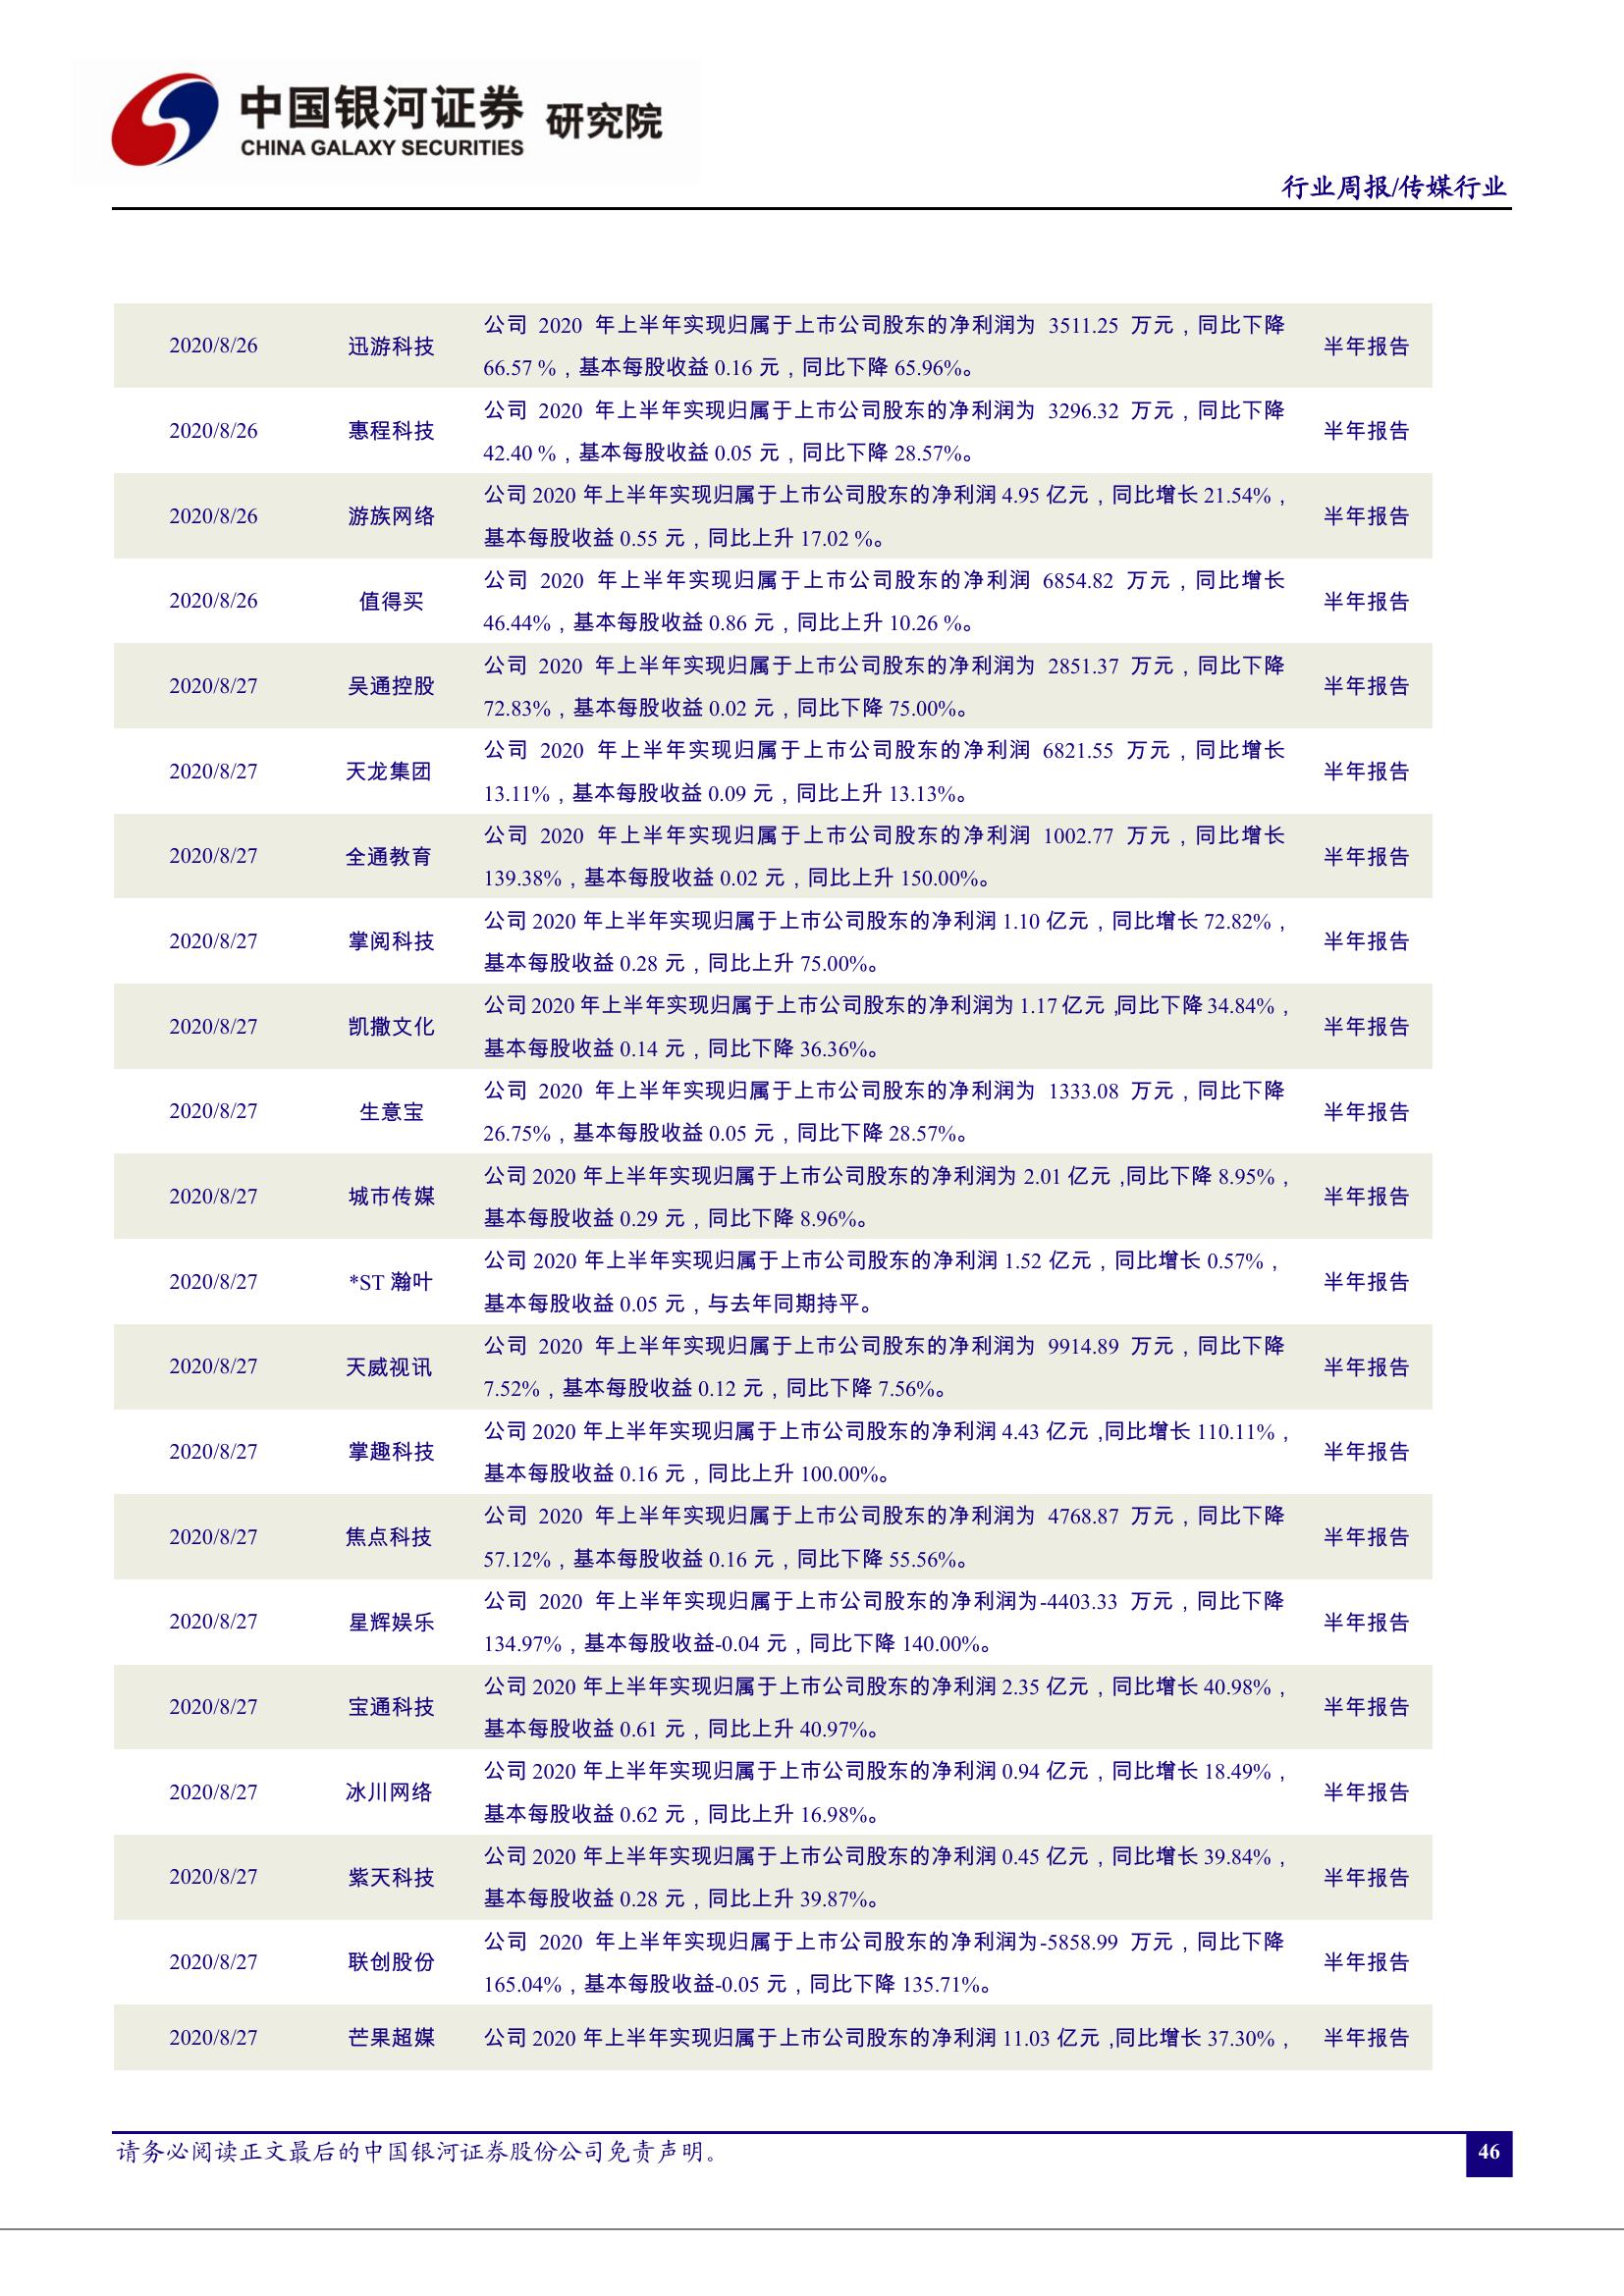 中国银河证券 研究院
CHINA GALAXY SECURITIES
行业周报/传媒行业
2020/8/26 迅游科技 公司 2020 年上半年实现归属于上市公司股东的净利润为 3511.25 万元，同比下降
66.57 %，基本每股收益 0.16 元，同比下降 65.96%。 半年报告
2020/8/26 惠程科技 公司 2020 年上半年实现归属于上市公司股东的净利润为 3296.32 万元，同比下降
42.40 %，基本每股收益 0.05 元，同比下降 28.57%。 半年报告
2020/8/26 游族网络 公司 2020 年上半年实现归属于上市公司股东的净利润 4.95 亿元，同比增长 21.54%，
基本每股收益 0.55 元，同比上升 17.02 %。 半年报告
2020/8/26 值得买 公司 2020 年上半年实现归属于上市公司股东的净利润 6854.82 万元，同比增长
46.44%，基本每股收益 0.86 元，同比上升 10.26 %。 半年报告
2020/8/27 吴通控股 公司 2020 年上半年实现归属于上市公司股东的净利润为 2851.37 万元，同比下降
72.83%，基本每股收益 0.02 元，同比下降 75.00%。 半年报告
2020/8/27 天龙集团 公司 2020 年上半年实现归属于上市公司股东的净利润 6821.55 万元，同比增长
13.11%，基本每股收益 0.09 元，同比上升 13.13%。 半年报告
2020/8/27 全通教育 公司 2020 年上半年实现归属于上市公司股东的净利润 1002.77 万元，同比增长
139.38%，基本每股收益 0.02 元，同比上升 150.00%。 半年报告
2020/8/27 掌阅科技 公司 2020 年上半年实现归属于上市公司股东的净利润 1.10 亿元，同比增长 72.82%，
基本每股收益 0.28 元，同比上升 75.00%。 半年报告
2020/8/27 凯撒文化 公司 2020 年上半年实现归属于上市公司股东的净利润为 1.17 亿元，同比下降 34.84%，
基本每股收益 0.14 元，同比下降 36.36%。 半年报告
2020/8/27 生意宝 公司 2020 年上半年实现归属于上市公司股东的净利润为 1333.08 万元，同比下降
26.75%，基本每股收益 0.05 元，同比下降 28.57%。 半年报告
2020/8/27 城市传媒 公司 2020 年上半年实现归属于上市公司股东的净利润为 2.01 亿元，同比下降 8.95%，
基本每股收益 0.29 元，同比下降 8.96%。 半年报告
2020/8/27 *ST 瀚叶 公司 2020 年上半年实现归属于上市公司股东的净利润 1.52 亿元，同比增长 0.57%，
基本每股收益 0.05 元，与去年同期持平。 半年报告
2020/8/27 天威视讯 公司 2020 年上半年实现归属于上市公司股东的净利润为 9914.89 万元，同比下降
7.52%，基本每股收益 0.12 元，同比下降 7.56%。 半年报告
2020/8/27 掌趣科技 公司 2020 年上半年实现归属于上市公司股东的净利润 4.43 亿元，同比增长 110.11%，
基本每股收益 0.16 元，同比上升 100.00%。 半年报告
2020/8/27 焦点科技 公司 2020 年上半年实现归属于上市公司股东的净利润为 4768.87 万元，同比下降
57.12%，基本每股收益 0.16 元，同比下降 55.56%。 半年报告
2020/8/27 星辉娱乐 公司 2020 年上半年实现归属于上市公司股东的净利润为-4403.33 万元，同比下降
134.97%，基本每股收益-0.04 元，同比下降 140.00%。 半年报告
2020/8/27 宝通科技 公司 2020 年上半年实现归属于上市公司股东的净利润 2.35 亿元，同比增长 40.98%，
基本每股收益 0.61 元，同比上升 40.97%。 半年报告
2020/8/27 冰川网络 公司 2020 年上半年实现归属于上市公司股东的净利润 0.94 亿元，同比增长 18.49%，
基本每股收益 0.62 元，同比上升 16.98%。 半年报告
2020/8/27 紫天科技 公司 2020 年上半年实现归属于上市公司股东的净利润 0.45 亿元，同比增长 39.84%，
基本每股收益 0.28 元，同比上升 39.87%。 半年报告
2020/8/27 联创股份 公司 2020 年上半年实现归属于上市公司股东的净利润为-5858.99 万元，同比下降
165.04%，基本每股收益-0.05 元，同比下降 135.71%。 半年报告
2020/8/27 芒果超媒 公司 2020 年上半年实现归属于上市公司股东的净利润 11.03 亿元，同比增长 37.30%， 半年报告
请务必阅读正文最后的中国银河证券股份公司免责声明。
46